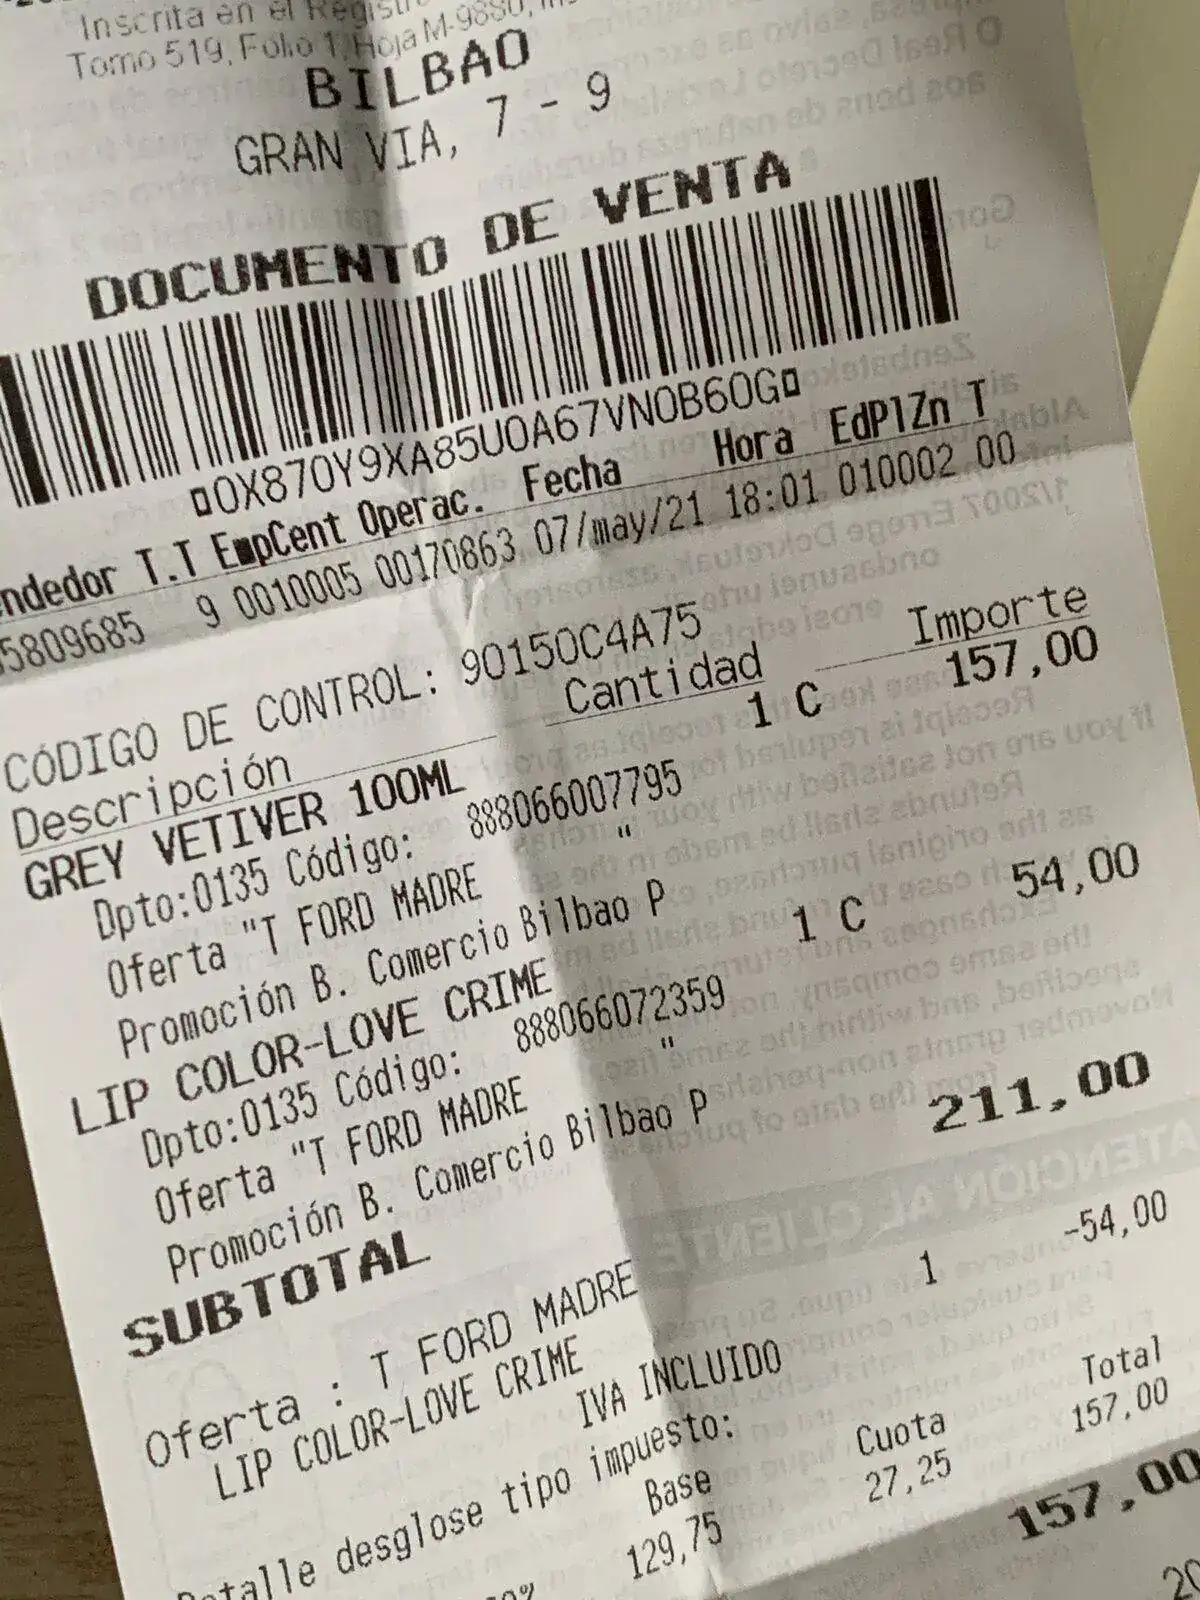 Inscrita en el Registro
Tomo 519, Folio 1, Hoja M-9880,
BILBAO
GRAN VIA, 7 - 9
DOCUMENTO DE VENTA
¤0X870Y9XA85U0A67VN0B60G¤
ndedor T.T EmpCent Operac. Fecha Hora EdPlZn T
5809685 9 0010005 00170863 07/may/21 18:01 010002 00
CÓDIGO DE CONTROL: 90150C4A75
Descripción Cantidad Importe
GREY VETIVER 100ML 1 C 157,00
Dpto:0135 Código: 888066007795
Oferta "T FORD MADRE "
Promoción B. Comercio Bilbao P
LIP COLOR-LOVE CRIME 1 C 54,00
Dpto:0135 Código: 888066072359
Oferta "T FORD MADRE "
Promoción B. Comercio Bilbao P
SUBTOTAL 211,00
Oferta : T FORD MADRE 1 -54,00
LIP COLOR-LOVE CRIME
IVA INCLUIDO
Detalle desglose tipo impuesto:
Base Cuota Total
129,75 27,25 157,00
157,00